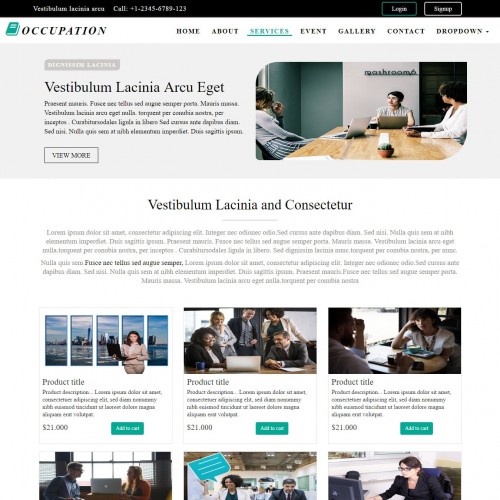 Vestibulum lacinia arcu Call: +1-2345-6789-123 Login Signup
OCCUPATION HOME ABOUT SERVICES EVENT GALLERY CONTACT DROPDOWN
DIGNISSIM LACINIA
Vestibulum Lacinia Arcu Eget
Praesent mauris. Fusce nec tellus sed augue semper porta. Mauris massa.
Vestibulum lacinia arcu eget nulla. torquent per conubia nostra, per
inceptos . Curabitursodales ligula in libero Sed cursus ante dapibus diam.
Sed nisi. Nulla quis sem at nibh elementum imperdiet. Duis sagittis ipsum.
VIEW MORE
Vestibulum Lacinia and Consectetur
Lorem ipsum dolor sit amet, consectetur adipiscing elit. Integer nec odionec odio.Sed cursus ante dapibus diam. Sed nisi. Nulla quis sem at nibh
elementum imperdiet. Duis sagittis ipsum. Praesent mauris. Fusce nec tellus sed augue semper porta. Mauris massa. Vestibulum lacinia arcu eget
nulla.torquent per conubia nostra, per inceptos . Curabitursodales ligula in libero. Sed dignissim lacinia nunc.torquent per conubia nostra, per nunc.
Nulla quis sem Fusce nec tellus sed augue semper, Lorem ipsum dolor sit amet, consectetur adipiscing elit. Integer nec odionec odio.Sed cursus
ante dapibus diam. Sed nisi. Nulla quis sem at nibh elementum imperdiet. Duis sagittis ipsum. Praesent mauris. Fusce nec tellus sed augue semper porta.
Mauris massa. Vestibulum lacinia arcu eget nulla.torquent per conubia nostra
Product title
Product description... Lorem ipsum dolor sit amet,
consectetuer adipiscing elit, sed diam nonummy nibh
euismod tincidunt ut laoreet dolore magna
aliquam erat volutpat.
$21.000 Add to cart
Product title
Product description... Lorem ipsum dolor sit amet,
consectetuer adipiscing elit, sed diam nonummy
nibh euismod tincidunt ut laoreet dolore magna
aliquam erat volutpat.
$21.000 Add to cart
Product title
Product description... Lorem ipsum dolor sit amet,
consectetuer adipiscing elit, sed diam nonummy
nibh euismod tincidunt ut laoreet dolore magna
aliquam erat volutpat.
$21.000 Add to cart